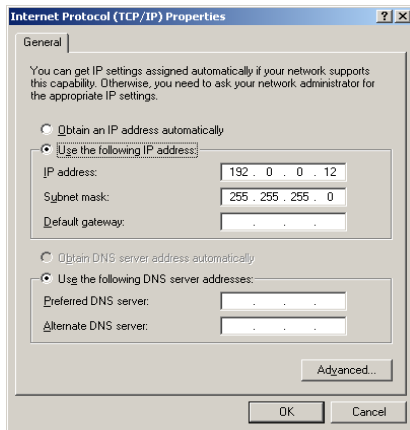 Internet Protocol (TCP/IP) Properties
General
You can get IP settings assigned automatically if your network supports
this capability. Otherwise, you need to ask your network administrator for
the appropriate IP settings.
Obtain an IP address automatically
Use the following IP address:
IP address: 192 . 0 . 0 . 12
Subnet mask: 255 . 255 . 255 . 0
Default gateway: . . .
Obtain DNS server address automatically
Use the following DNS server addresses:
Preferred DNS server: . . .
Alternate DNS server: . . .
Advanced...
OK Cancel